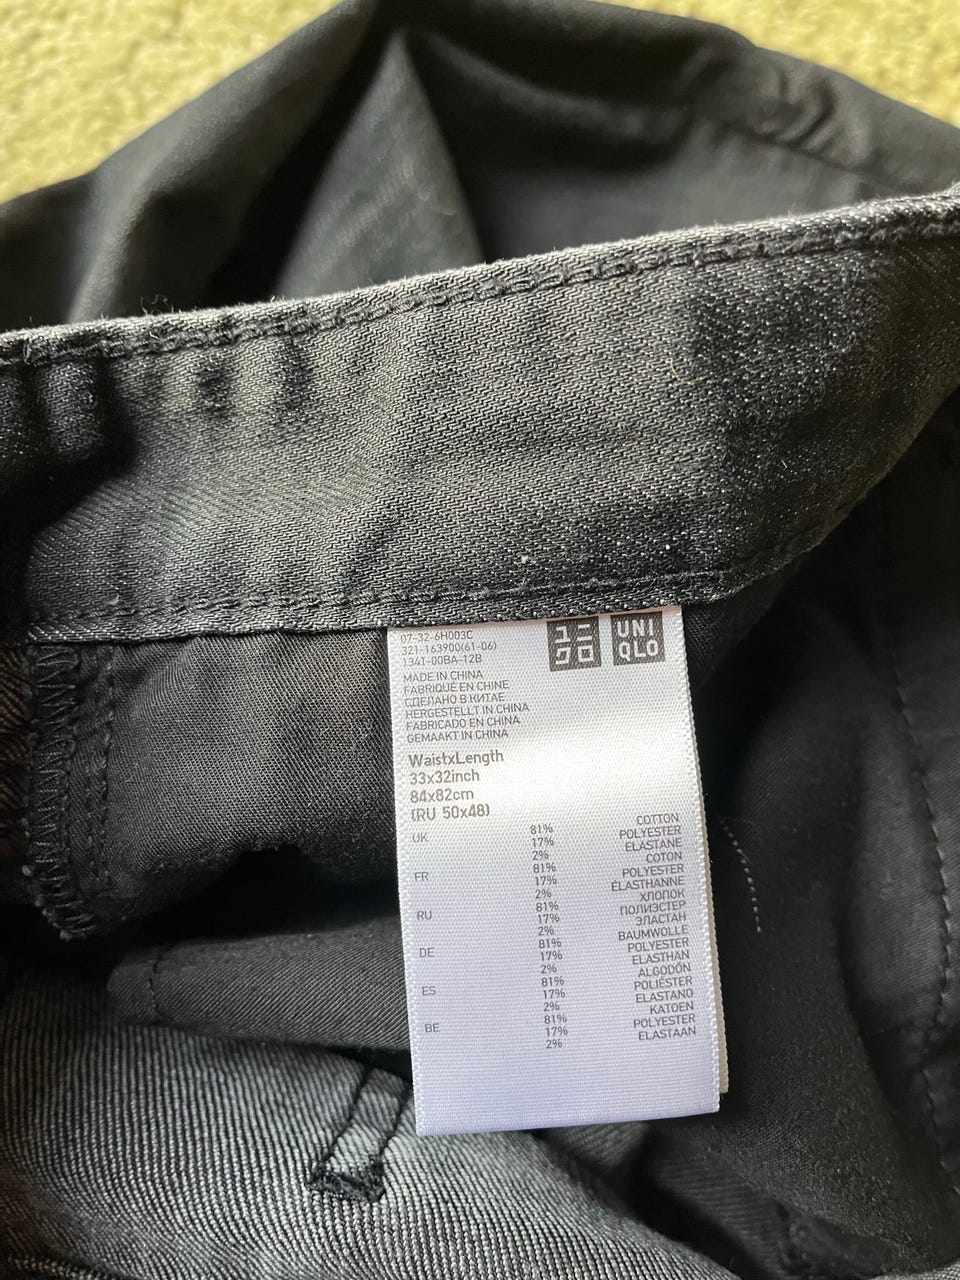 07-32-6H003C
321-163900(61-06)
1341-00BA-12B
ユニ
クロ
UNI
QLO
MADE IN CHINA
FABRIQUÉ EN CHINE
СДЕЛАНО В КИТАЕ
HERGESTELLT IN CHINA
FABRICADO EN CHINA
GEMAAKT IN CHINA
WaistxLength
33x32inch
84x82cm
(RU 50x48)
UK 81% COTTON
17% POLYESTER
2% ELASTANE
FR 81% COTON
17% POLYESTER
2% ÉLASTHANNE
RU 81% ХЛОПОК
17% ПОЛИЭСТЕР
2% ЭЛАСТАН
DE 81% BAUMWOLLE
17% POLYESTER
2% ELASTHAN
ES 81% ALGODÓN
17% POLIÉSTER
2% ELASTANO
BE 81% KATOEN
17% POLYESTER
2% ELASTAAN